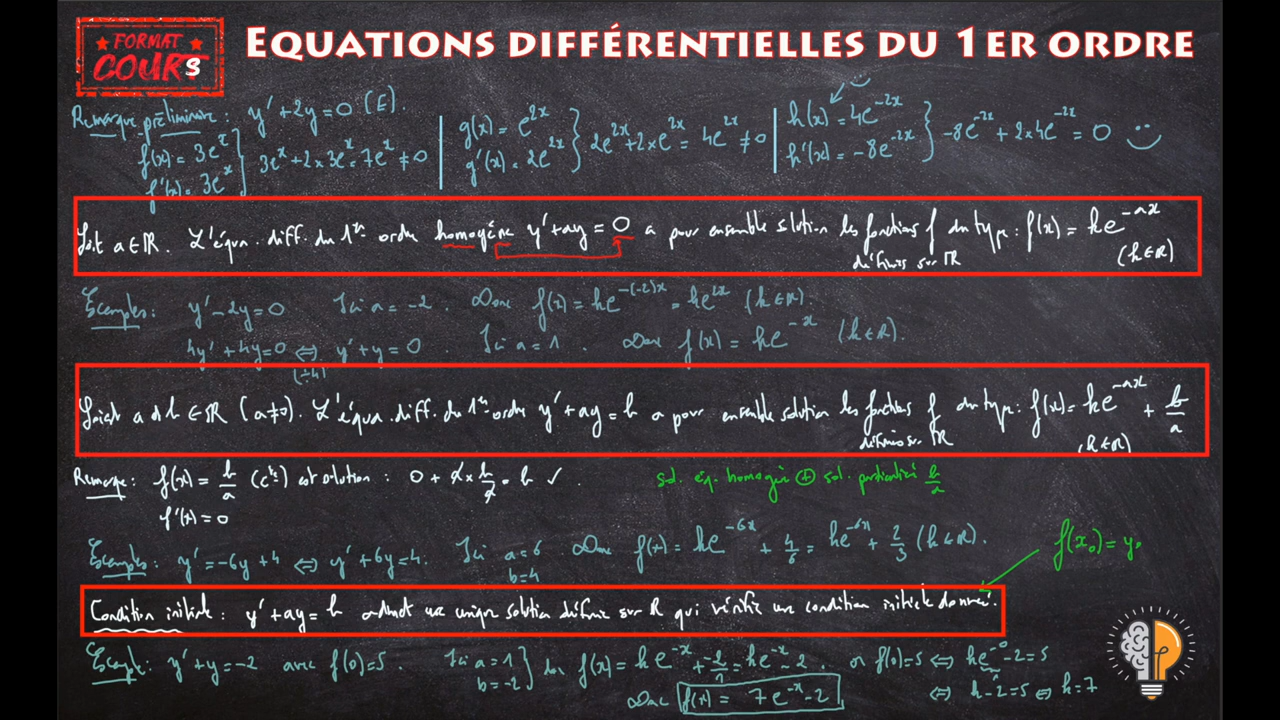 FORMAT
COURS
EQUATIONS DIFFÉRENTIELLES DU 1ER ORDRE
Remarque préliminaire : y' + 2y = 0 (E).
f(x) = 3e^x
f'(x) = 3e^x } 3e^x + 2×3e^x = 7e^x ≠ 0
g(x) = e^{2x}
g'(x) = 2e^{2x} } 2e^{2x} + 2×e^{2x} = 4e^{2x} ≠ 0
h(x) = 4e^{-2x}
h'(x) = -8e^{-2x} } -8e^{-2x} + 2×4e^{-2x} = 0
Soit a ∈ ℝ. L'équa. diff. du 1er ordre homogène y' + ay = 0 a pour ensemble solution les fonctions f du type : f(x) = ke^{-ax}
définies sur ℝ (k ∈ ℝ)
Exemples : y' - 2y = 0 Ici a = -2. Donc f(x) = ke^{-(-2)x} = ke^{2x} (k ∈ ℝ).
4y' + 4y = 0 ⇔ y' + y = 0. Ici a = 1. Donc f(x) = ke^{-x} (k ∈ ℝ).
(÷4)
Soient a et b ∈ ℝ (a ≠ 0). L'équa. diff. du 1er ordre y' + ay = b a pour ensemble solution les fonctions f du type : f(x) = ke^{-ax} + b/a
définies sur ℝ (k ∈ ℝ)
Remarque : f(x) = b/a (cte) est solution : 0 + a × b/a = b ✓.
f'(x) = 0
sol. éq. homogène ⊕ sol. particulière b/a
Exemples : y' = -6y + 4 ⇔ y' + 6y = 4. Ici a = 6 Donc f(x) = ke^{-6x} + 4/6 = ke^{-6x} + 2/3 (k ∈ ℝ).
b = 4
f(x₀) = y₀
Condition initiale : y' + ay = b admet une unique solution définie sur ℝ qui vérifie une condition initiale donnée.
Exemple : y' + y = -2 avec f(0) = 5. Ici a = 1 } donc f(x) = ke^{-x} + -2/1 = ke^{-x} - 2. or f(0) = 5 ⇔ ke^{-0} - 2 = 5
b = -2 ⇔ k - 2 = 5 ⇔ k = 7
Donc f(x) = 7e^{-x} - 2